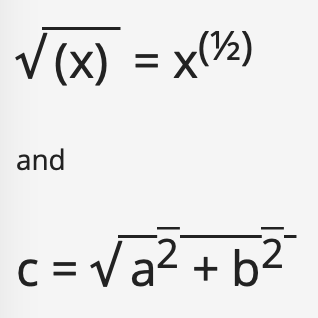 √(x) = x^(½)
and
c = √a² + b²